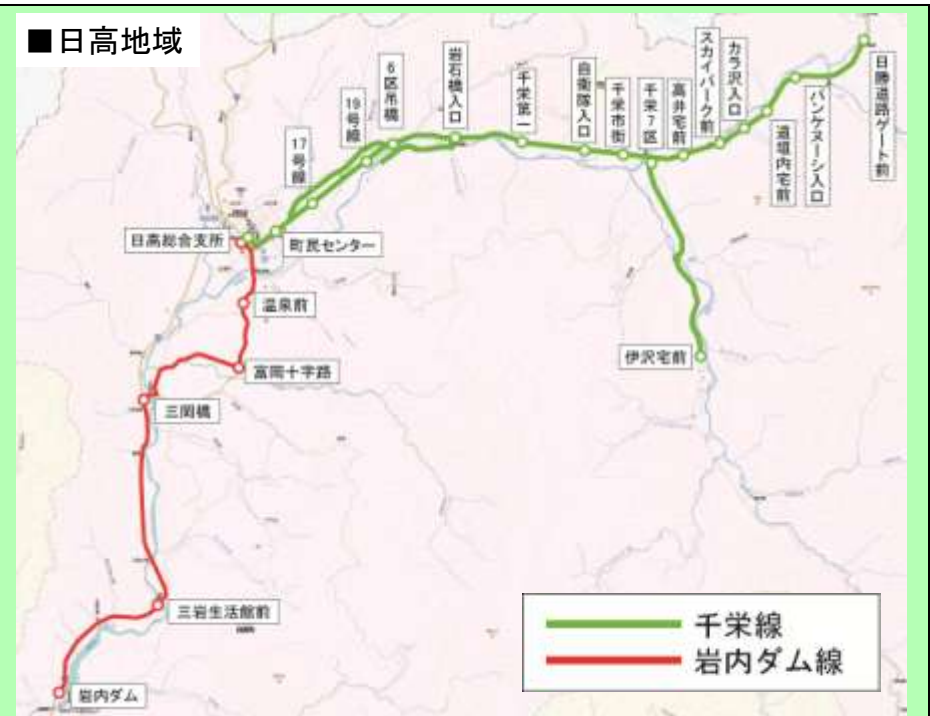 ■日高地域
17号線
19号線
6区吊橋
岩石橋入口
千栄第一
自衛隊入口
千栄市街
千栄7区
高井宅前
スカイパーク前
カラ沢入口
道垣内宅前
パンケヌーシ入口
日勝道路ゲート前
日高総合支所
町民センター
温泉前
富岡十字路
伊沢宅前
三岡橋
三岩生活館前
岩内ダム
千栄線
岩内ダム線